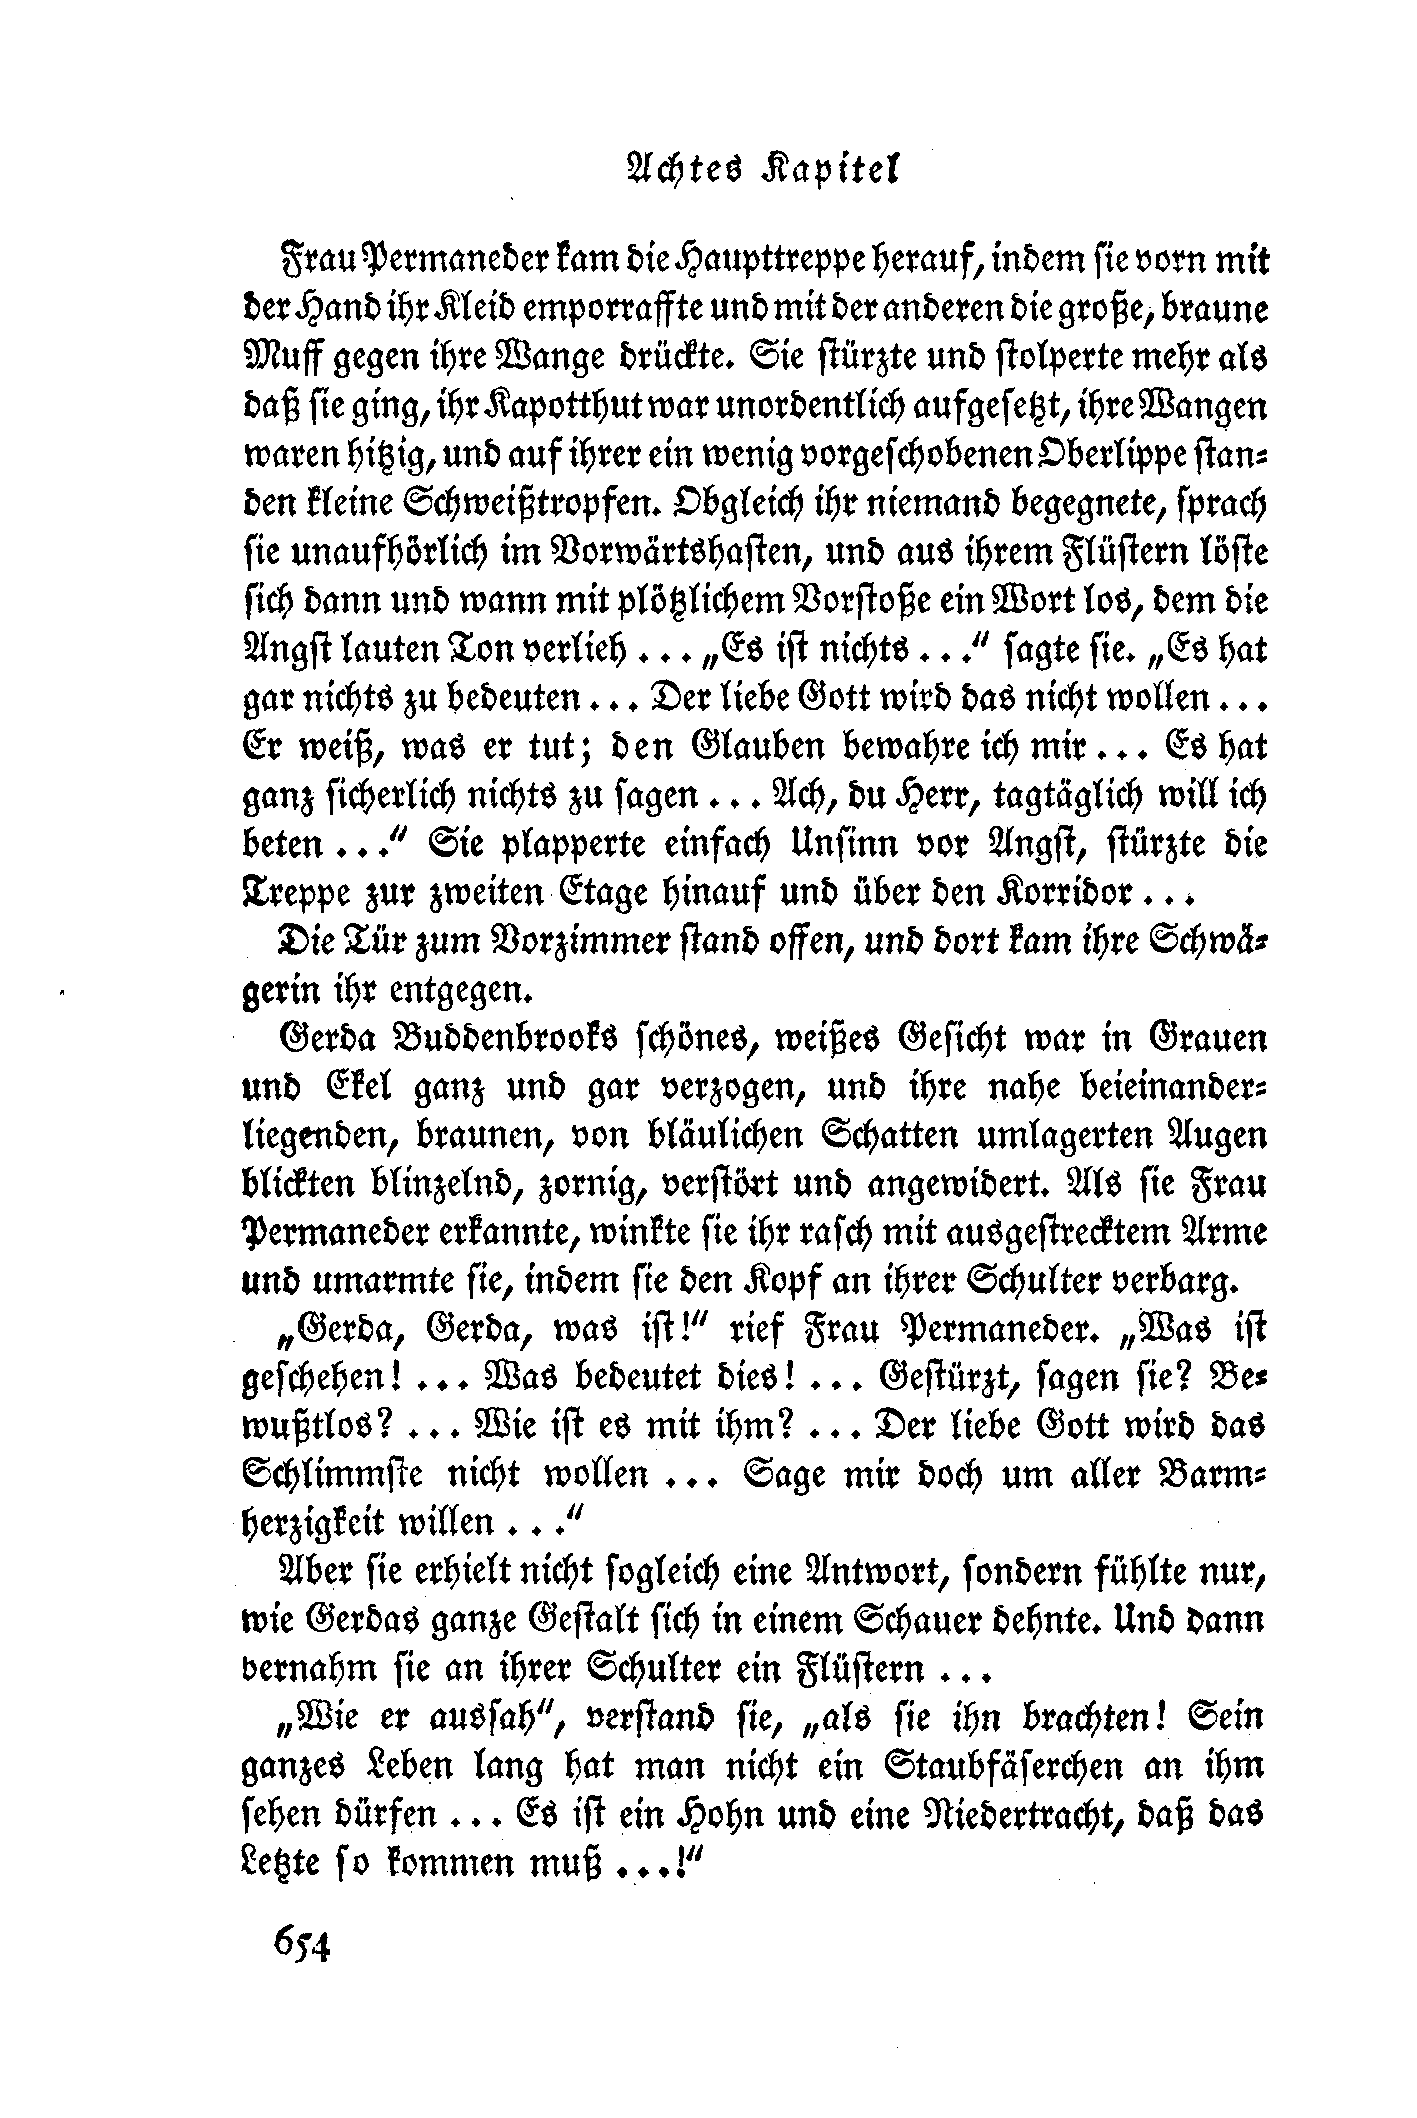 Achtes Kapitel
Frau Permaneder kam die Haupttreppe herauf, indem sie vorn mit
der Hand ihr Kleid emporraffte und mit der anderen die große, braune
Muff gegen ihre Wange drückte. Sie stürzte und stolperte mehr als
daß sie ging, ihr Kapotthut war unordentlich aufgesetzt, ihre Wangen
waren hitzig, und auf ihrer ein wenig vorgeschobenen Oberlippe stan-
den kleine Schweißtropfen. Obgleich ihr niemand begegnete, sprach
sie unaufhörlich im Vorwärtshasten, und aus ihrem Flüstern löste
sich dann und wann mit plötzlichem Vorstoße ein Wort los, dem die
Angst lauten Ton verlieh . . . „Es ist nichts . . .“ sagte sie. „Es hat
gar nichts zu bedeuten . . . Der liebe Gott wird das nicht wollen . . .
Er weiß, was er tut; den Glauben bewahre ich mir . . . Es hat
ganz sicherlich nichts zu sagen . . . Ach, du Herr, tagtäglich will ich
beten . . .“ Sie plapperte einfach Unsinn vor Angst, stürzte die
Treppe zur zweiten Etage hinauf und über den Korridor . . .
Die Tür zum Vorzimmer stand offen, und dort kam ihre Schwä-
gerin ihr entgegen.
Gerda Buddenbrooks schönes, weißes Gesicht war in Grauen
und Ekel ganz und gar verzogen, und ihre nahe beieinander-
liegenden, braunen, von bläulichen Schatten umlagerten Augen
blickten blinzelnd, zornig, verstört und angewidert. Als sie Frau
Permaneder erkannte, winkte sie ihr rasch mit ausgestrecktem Arme
und umarmte sie, indem sie den Kopf an ihrer Schulter verbarg.
„Gerda, Gerda, was ist!“ rief Frau Permaneder. „Was ist
geschehen! . . . Was bedeutet dies! . . . Gestürzt, sagen sie? Be-
wußtlos? . . . Wie ist es mit ihm? . . . Der liebe Gott wird das
Schlimmste nicht wollen . . . Sage mir doch um aller Barm-
herzigkeit willen . . .“
Aber sie erhielt nicht sogleich eine Antwort, sondern fühlte nur,
wie Gerdas ganze Gestalt sich in einem Schauer dehnte. Und dann
vernahm sie an ihrer Schulter ein Flüstern . . .
„Wie er aussah“, verstand sie, „als sie ihn brachten! Sein
ganzes Leben lang hat man nicht ein Staubfäserchen an ihm
sehen dürfen . . . Es ist ein Hohn und eine Niedertracht, daß das
Letzte so kommen muß . . .!“
654